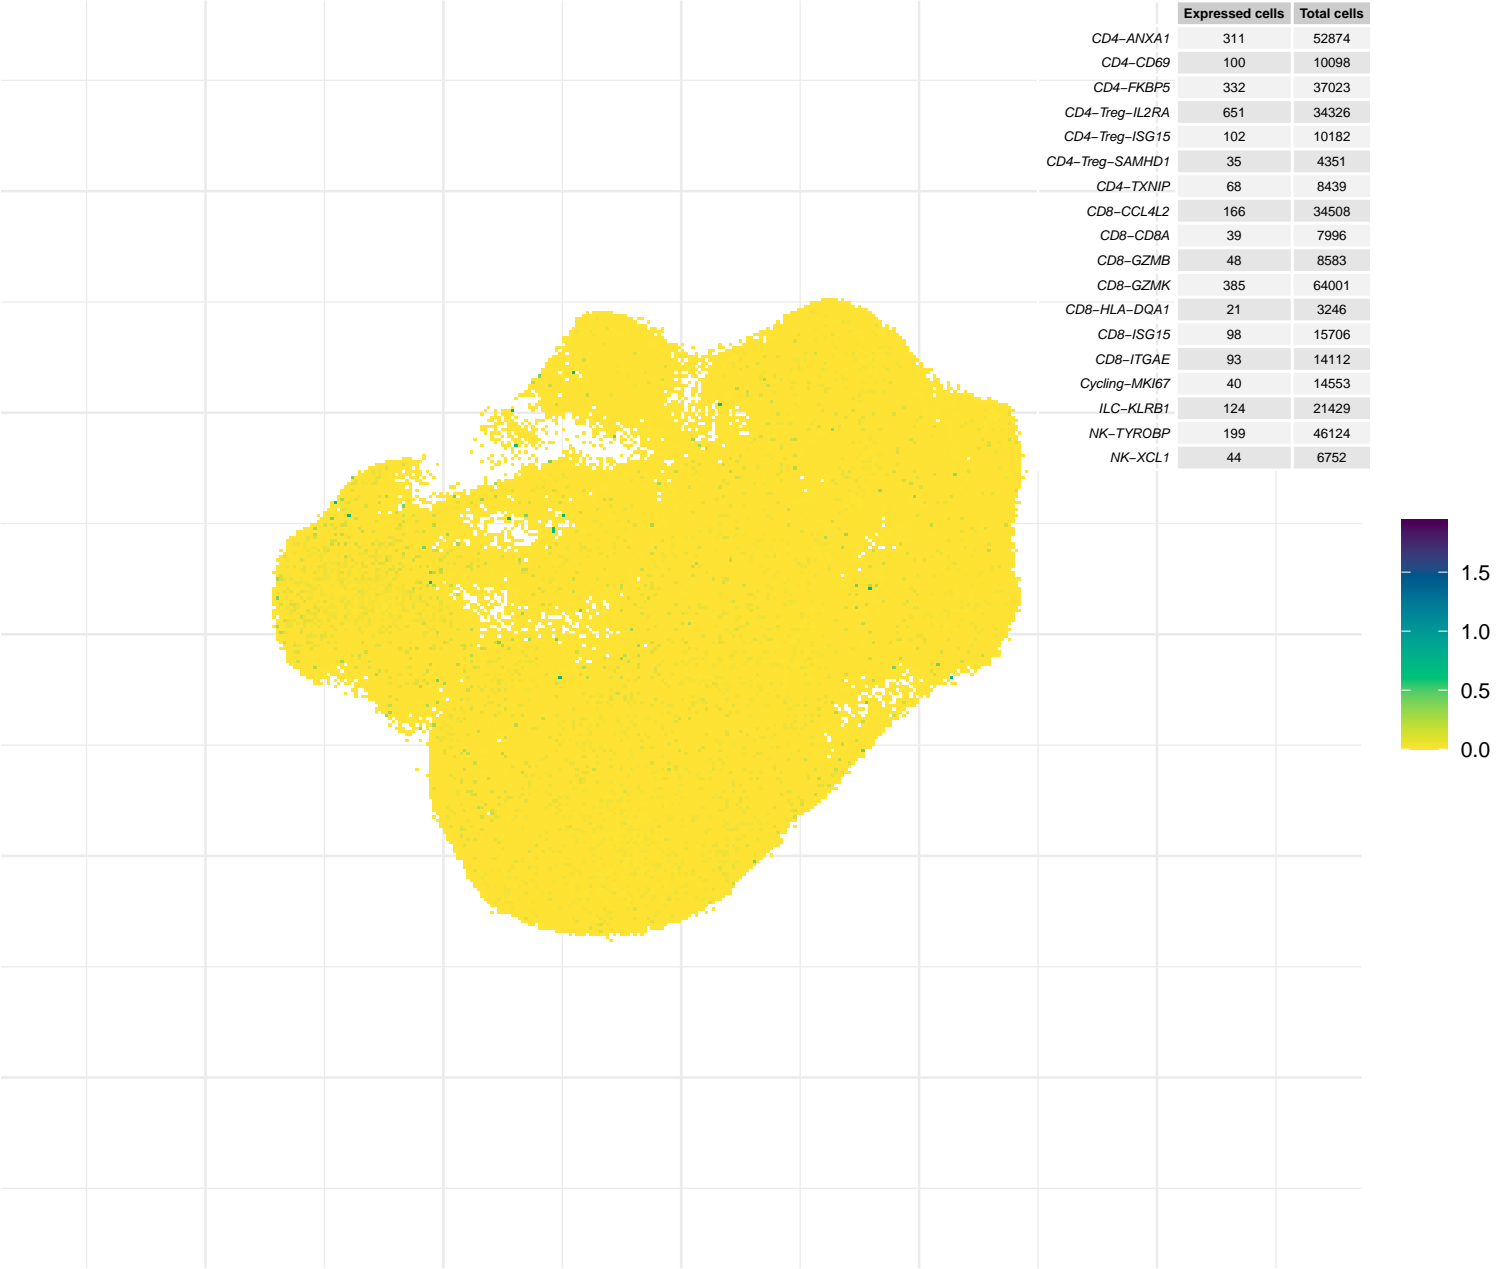 Expressed cells Total cells
CD4−ANXA1 311 52874
CD4−CD69 100 10098
CD4−FKBP5 332 37023
CD4−Treg−IL2RA 651 34326
CD4−Treg−ISG15 102 10182
CD4−Treg−SAMHD1 35 4351
CD4−TXNIP 68 8439
CD8−CCL4L2 166 34508
CD8−CD8A 39 7996
CD8−GZMB 48 8583
CD8−GZMK 385 64001
CD8−HLA−DQA1 21 3246
CD8−ISG15 98 15706
CD8−ITGAE 93 14112
Cycling−MKI67 40 14553
ILC−KLRB1 124 21429
NK−TYROBP 199 46124
NK−XCL1 44 6752
1.5
1.0
0.5
0.0